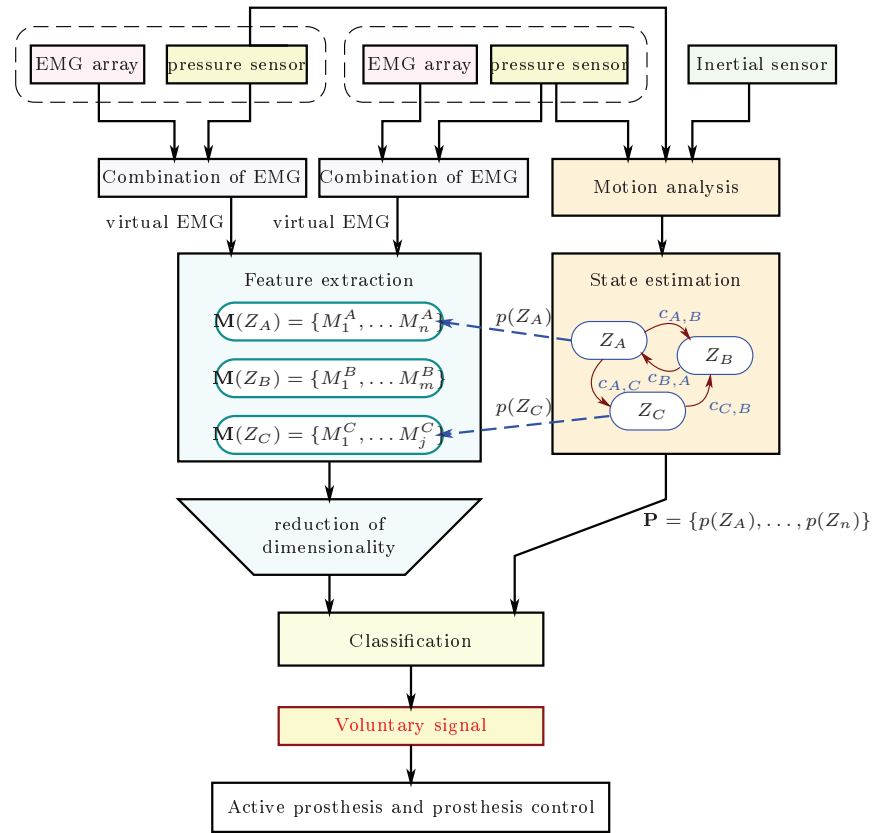 EMG array
pressure sensor
EMG array
pressure sensor
Inertial sensor
Combination of EMG
Combination of EMG
Motion analysis
virtual EMG
virtual EMG
Feature extraction
M(Z_A) = {M_1^A, … M_n^A}
M(Z_B) = {M_1^B, … M_m^B}
M(Z_C) = {M_1^C, … M_j^C}
p(Z_A)
p(Z_C)
State estimation
c_{A,B}
Z_A
Z_B
c_{B,A}
c_{A,C}
Z_C
c_{C,B}
reduction of
dimensionality
P = {p(Z_A), …, p(Z_n)}
Classification
Voluntary signal
Active prosthesis and prosthesis control